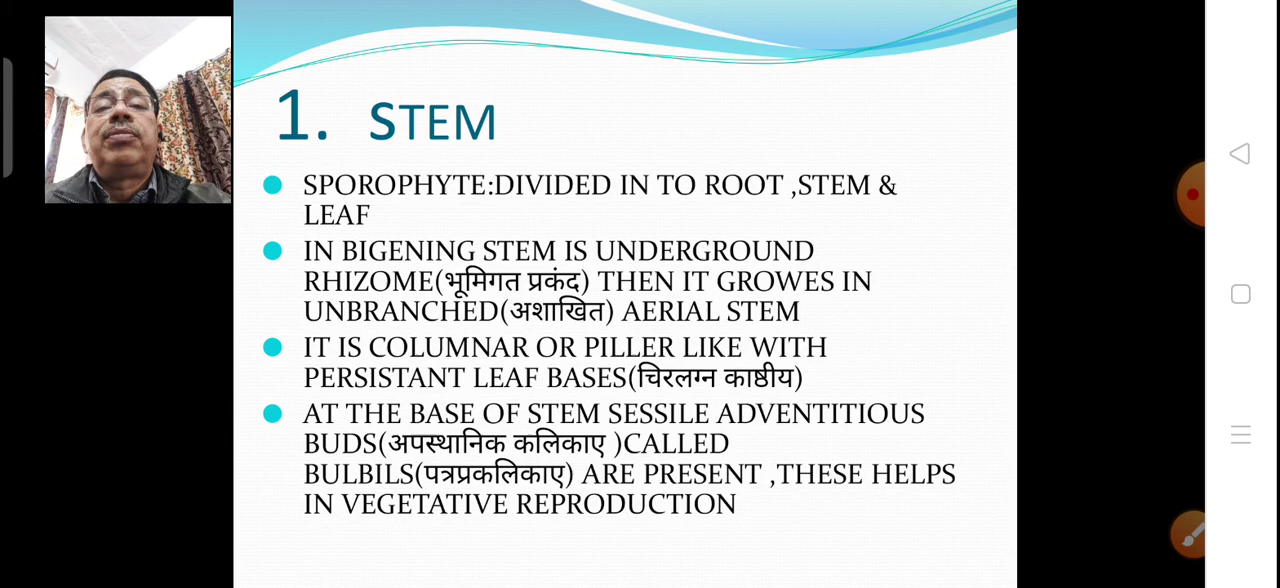 1. STEM
SPOROPHYTE:DIVIDED IN TO ROOT ,STEM &
LEAF
IN BIGENING STEM IS UNDERGROUND
RHIZOME(भूमिगत प्रकंद) THEN IT GROWES IN
UNBRANCHED(अशाखित) AERIAL STEM
IT IS COLUMNAR OR PILLER LIKE WITH
PERSISTANT LEAF BASES(चिरलग्न काष्ठीय)
AT THE BASE OF STEM SESSILE ADVENTITIOUS
BUDS(अपस्थानिक कलिकाए )CALLED
BULBILS(पत्रप्रकलिकाए) ARE PRESENT ,THESE HELPS
IN VEGETATIVE REPRODUCTION